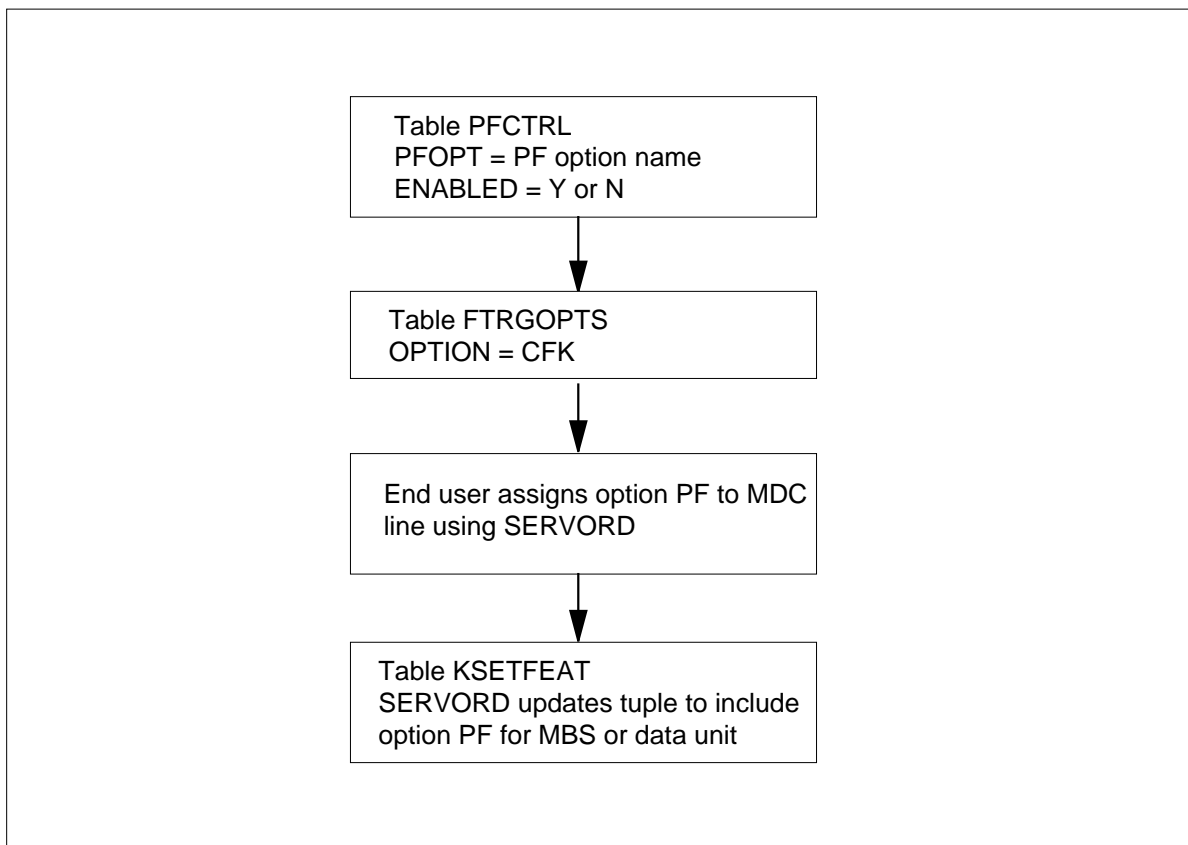 Table PFCTRL
PFOPT = PF option name
ENABLED = Y or N
Table FTRGOPTS
OPTION = CFK
End user assigns option PF to MDC
line using SERVORD
Table KSETFEAT
SERVORD updates tuple to include
option PF for MBS or data unit